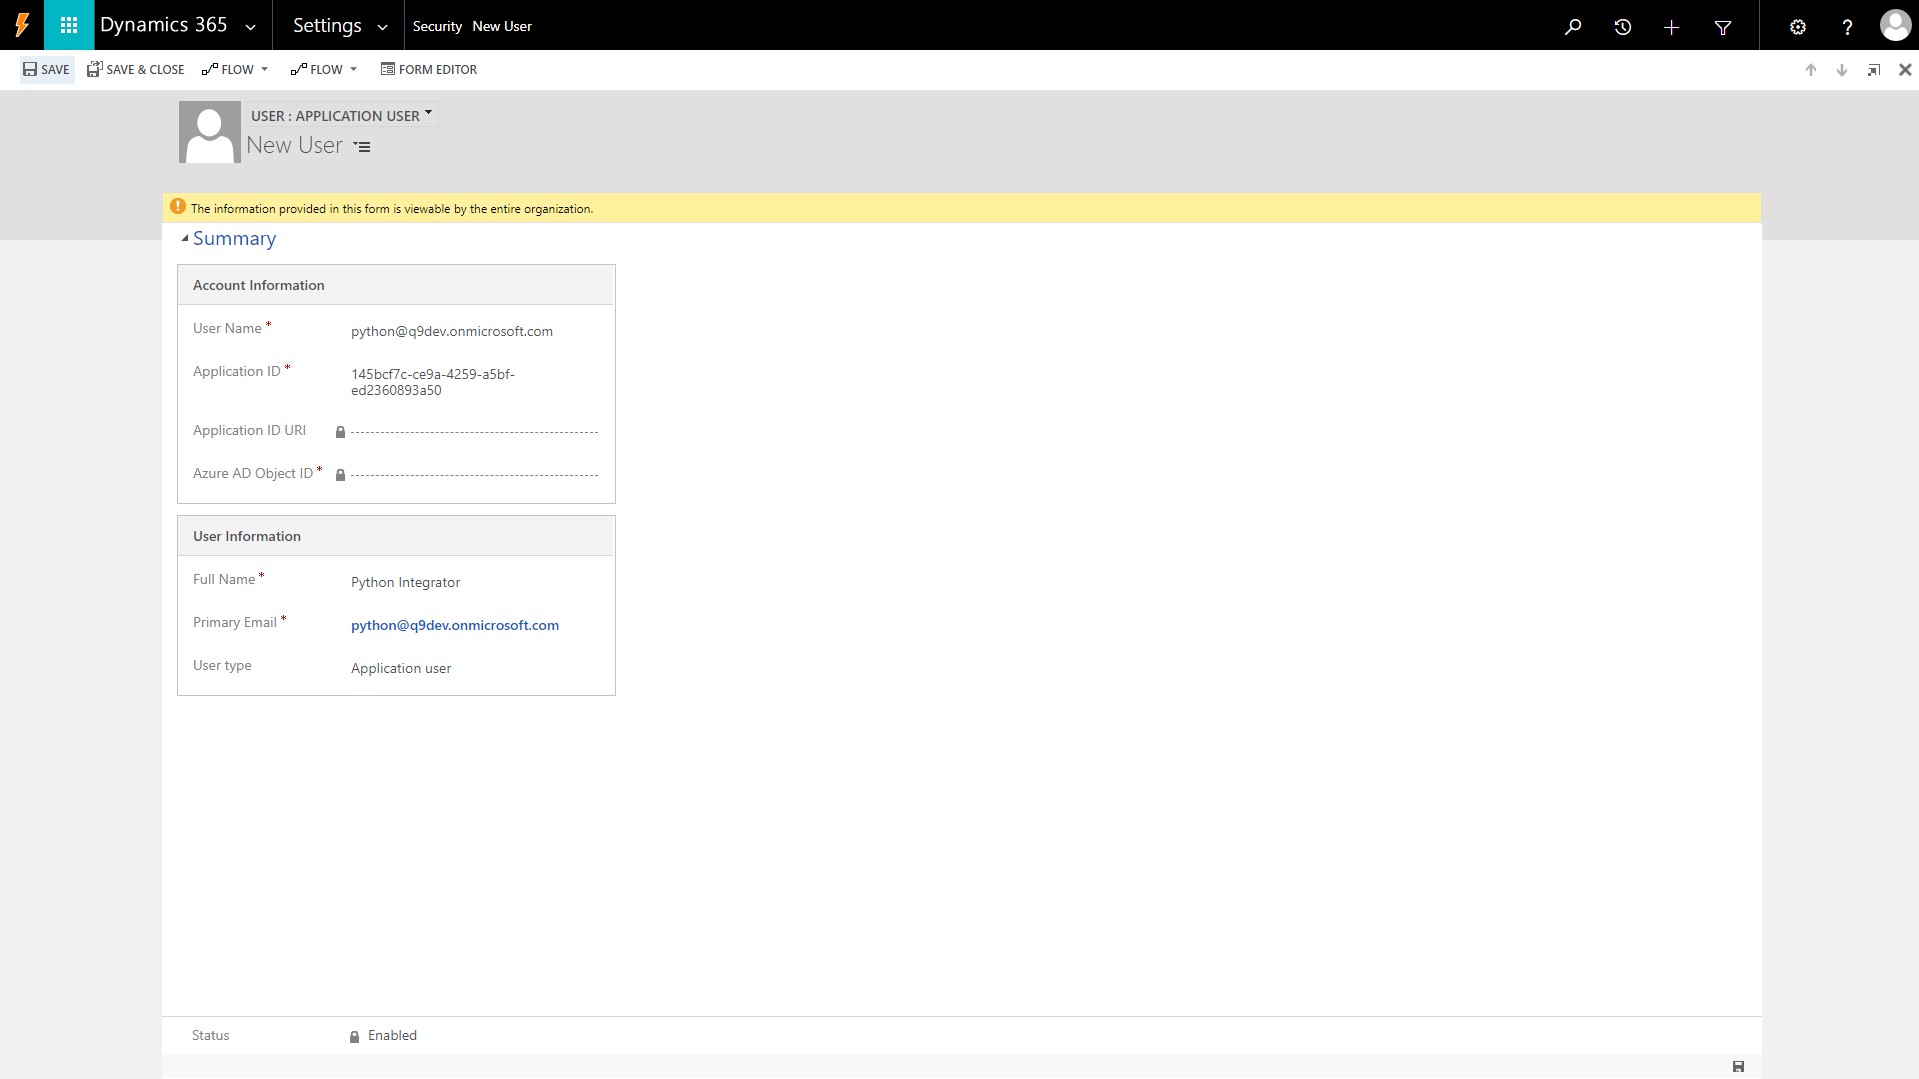 Dynamics 365 Settings Security New User
SAVE SAVE & CLOSE FLOW FLOW FORM EDITOR
USER : APPLICATION USER
New User
The information provided in this form is viewable by the entire organization.
Summary
Account Information
User Name * python@q9dev.onmicrosoft.com
Application ID * 145bcf7c-ce9a-4259-a5bf-
ed2360893a50
Application ID URI
Azure AD Object ID *
User Information
Full Name * Python Integrator
Primary Email * python@q9dev.onmicrosoft.com
User type Application user
Status Enabled